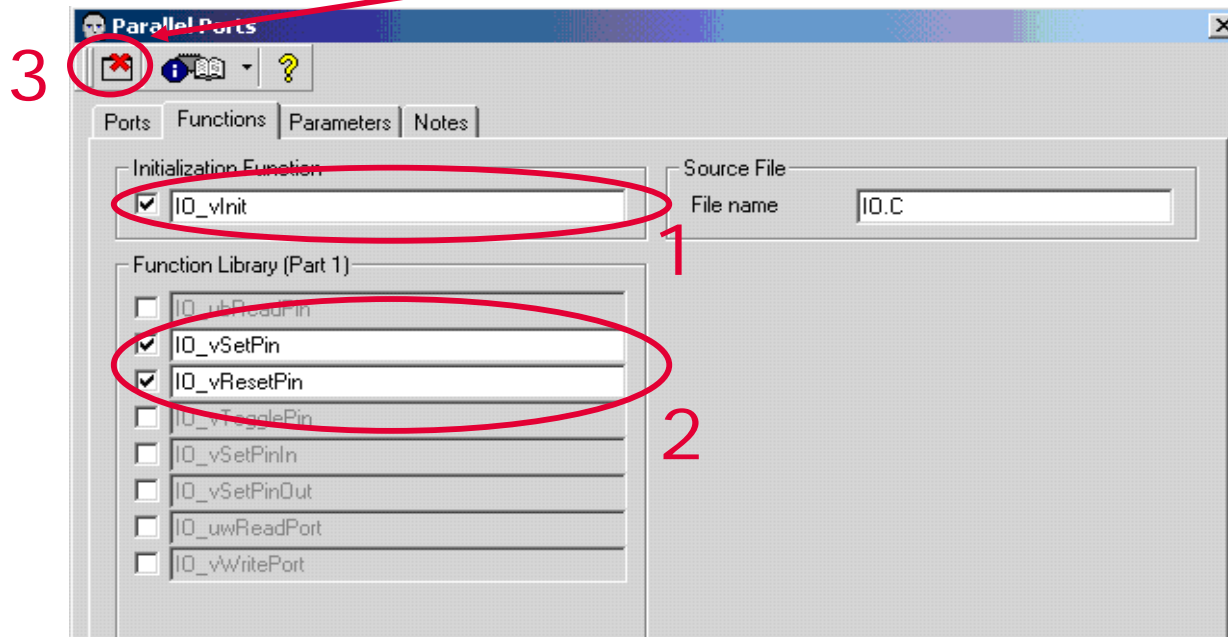 Parallel Ports
3
Ports Functions Parameters Notes
Initialization Function
IO_vInit
Source File
File name IO.C
1
Function Library (Part 1)
IO_ubReadPin
IO_vSetPin
IO_vResetPin
IO_vTogglePin
2
IO_vSetPinIn
IO_vSetPinOut
IO_uwReadPort
IO_vWritePort